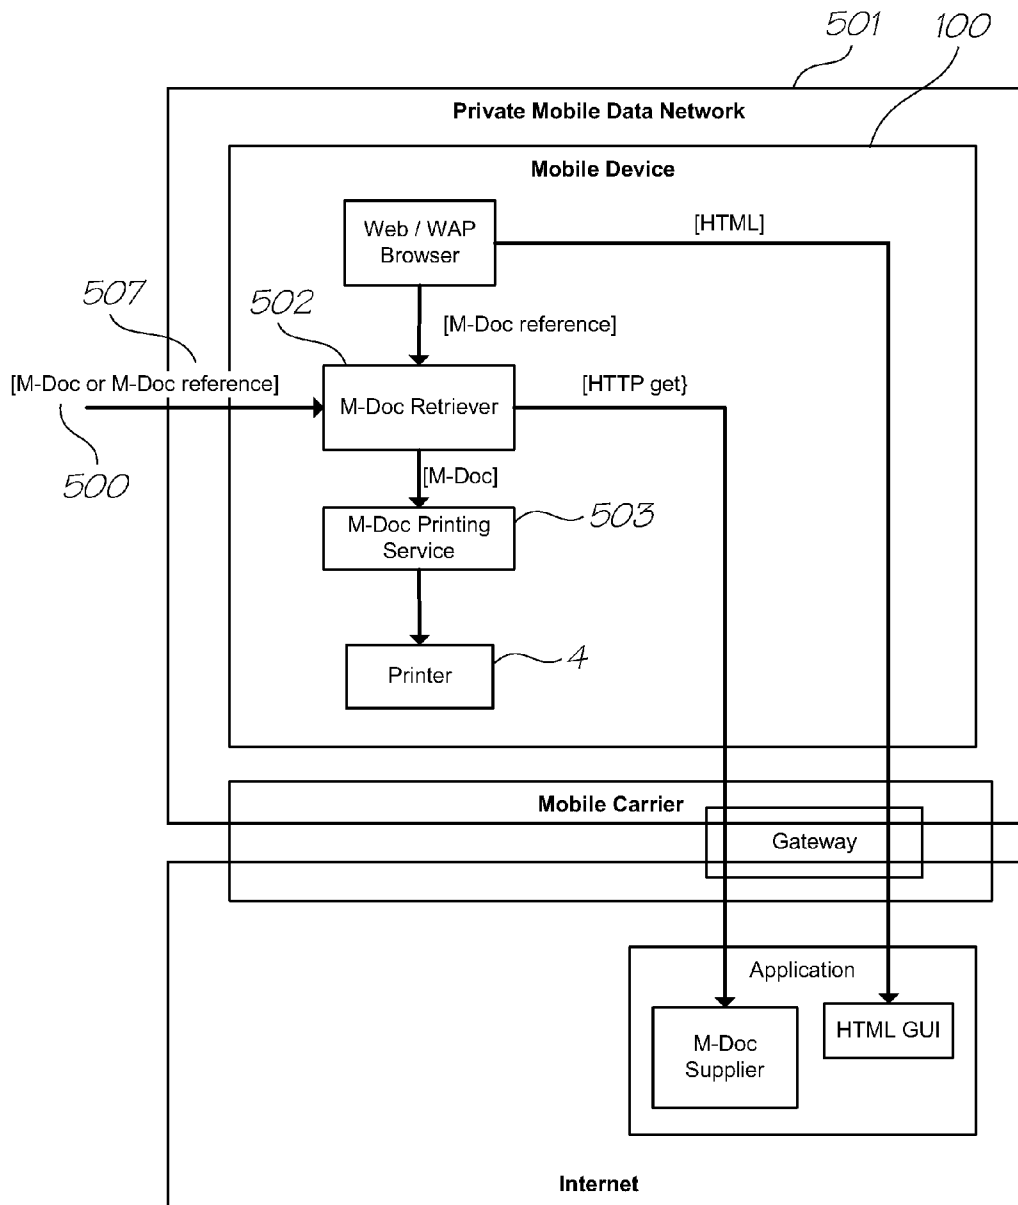 501
100
Private Mobile Data Network
Mobile Device
Web / WAP
Browser
[HTML]
507
502
[M-Doc reference]
[M-Doc or M-Doc reference]
[HTTP get}
M-Doc Retriever
500
[M-Doc]
503
M-Doc Printing
Service
4
Printer
Mobile Carrier
Gateway
Application
HTML GUI
M-Doc
Supplier
Internet